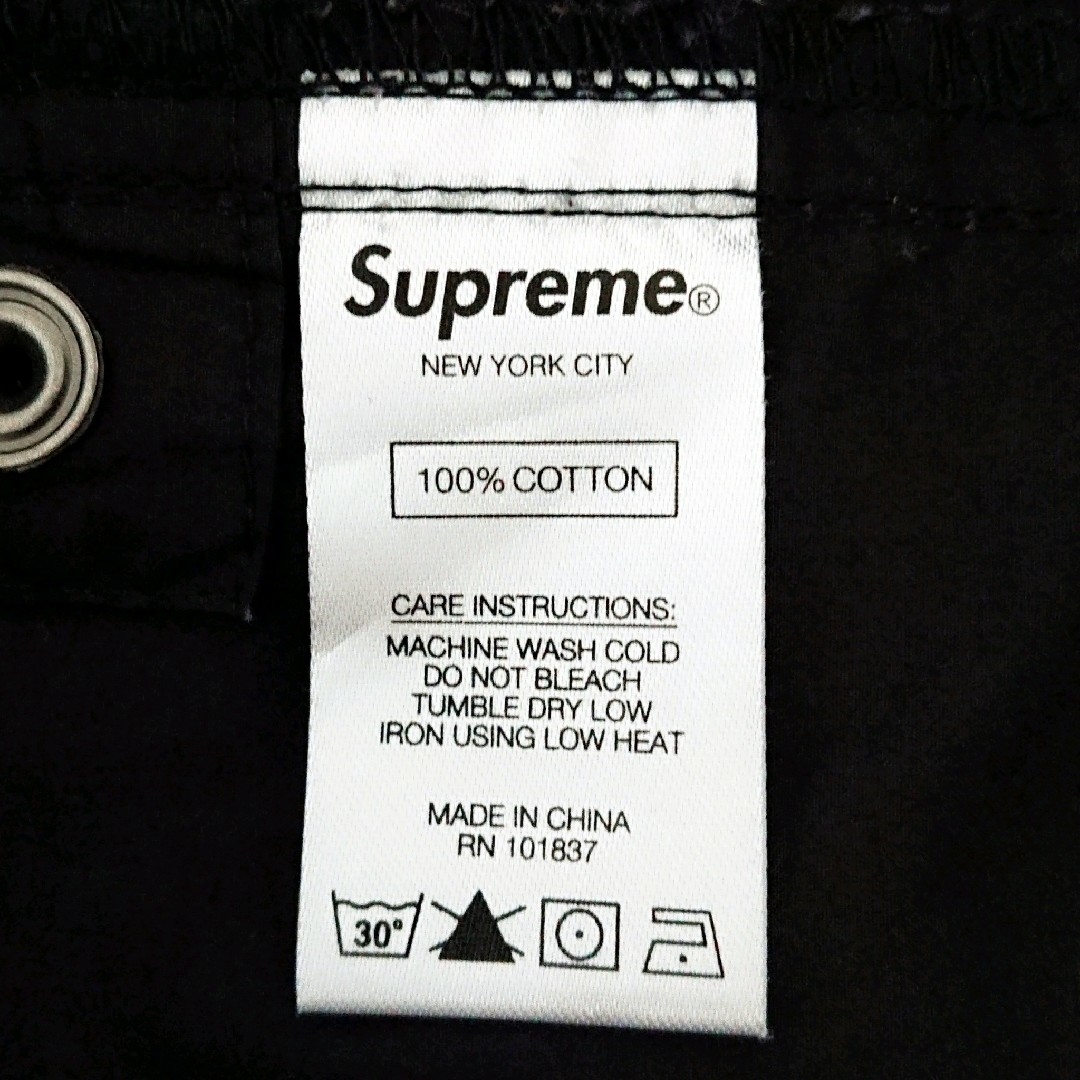 Supreme®
NEW YORK CITY
100% COTTON
CARE INSTRUCTIONS:
MACHINE WASH COLD
DO NOT BLEACH
TUMBLE DRY LOW
IRON USING LOW HEAT
MADE IN CHINA
RN 101837
30°